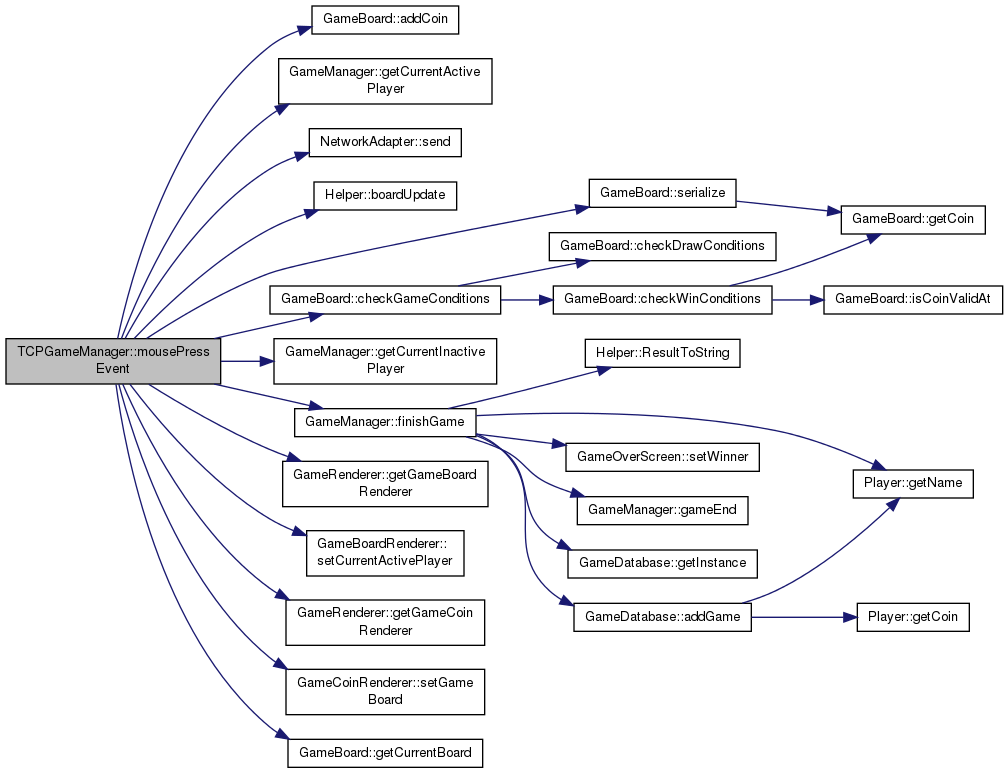 TCPGameManager::mousePress
Event
GameBoard::addCoin
GameManager::getCurrentActive
Player
NetworkAdapter::send
Helper::boardUpdate
GameBoard::checkGameConditions
GameManager::getCurrentInactive
Player
GameManager::finishGame
GameRenderer::getGameBoard
Renderer
GameBoardRenderer::
setCurrentActivePlayer
GameRenderer::getGameCoin
Renderer
GameCoinRenderer::setGame
Board
GameBoard::getCurrentBoard
GameBoard::serialize
GameBoard::checkDrawConditions
GameBoard::checkWinConditions
Helper::ResultToString
GameOverScreen::setWinner
GameManager::gameEnd
GameDatabase::getInstance
GameDatabase::addGame
GameBoard::getCoin
GameBoard::isCoinValidAt
Player::getName
Player::getCoin